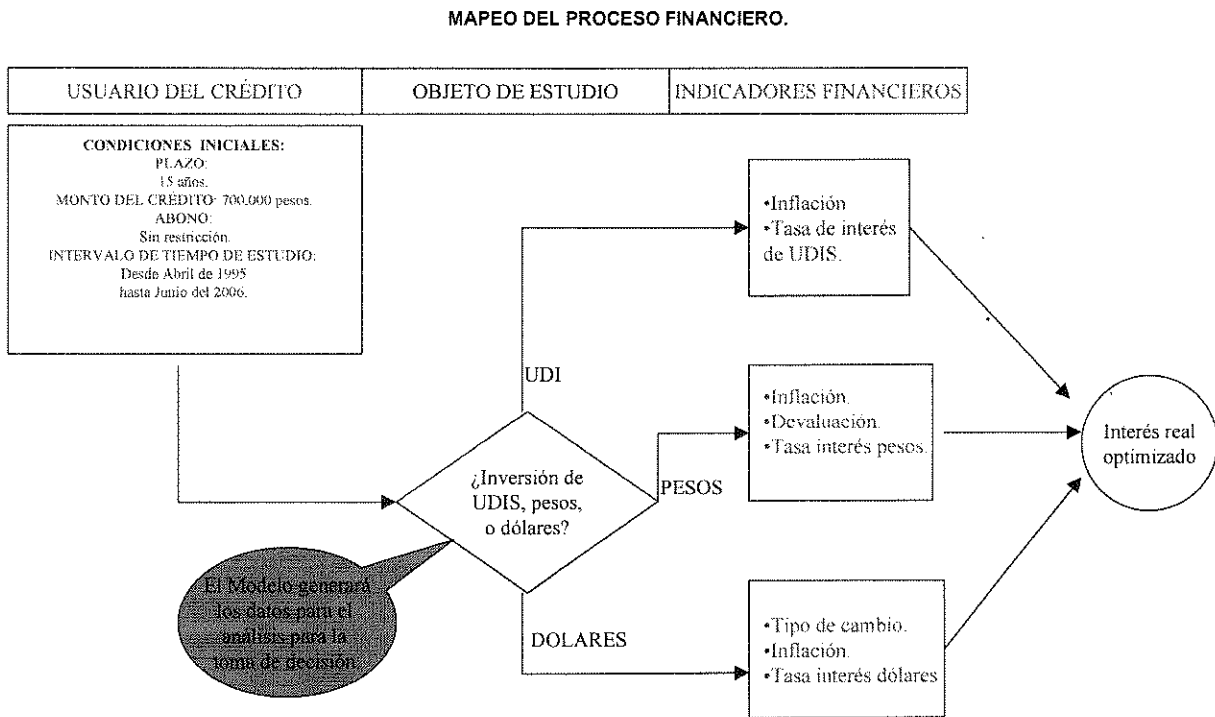 MAPEO DEL PROCESO FINANCIERO.
USUARIO DEL CRÉDITO
OBJETO DE ESTUDIO
INDICADORES FINANCIEROS
CONDICIONES INICIALES:
PLAZO:
15 años.
MONTO DEL CRÉDITO: 700,000 pesos.
ABONO:
Sin restricción.
INTERVALO DE TIEMPO DE ESTUDIO:
Desde Abril de 1995
hasta Junio del 2006.
•Inflación
•Tasa de interés
de UDIS.
UDI
•Inflación.
•Devaluación.
•Tasa interés pesos.
Interés real
optimizado
¿Inversión de
UDIS, pesos,
o dólares?
PESOS
El Modelo generará
los datos para el
análisis para la
toma de decisión
DOLARES
•Tipo de cambio.
•Inflación.
•Tasa interés dólares